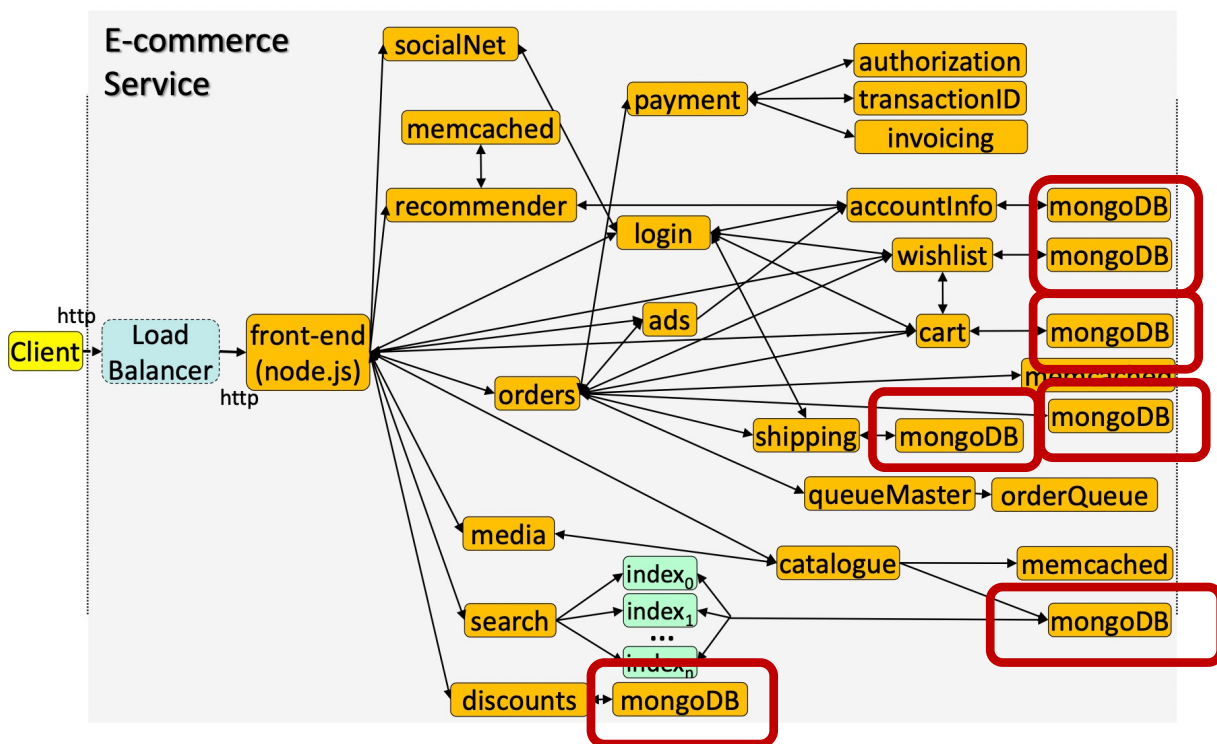 E-commerce
Service
socialNet
authorization
payment
transactionID
memcached
invoicing
recommender
accountInfo
mongoDB
login
wishlist
mongoDB
http
Client
Load
Balancer
http
front-end
(node.js)
ads
cart
mongoDB
orders
memcached
mongoDB
shipping
mongoDB
queueMaster
orderQueue
media
catalogue
memcached
index0
search
index1
...
indexn
mongoDB
discounts
mongoDB